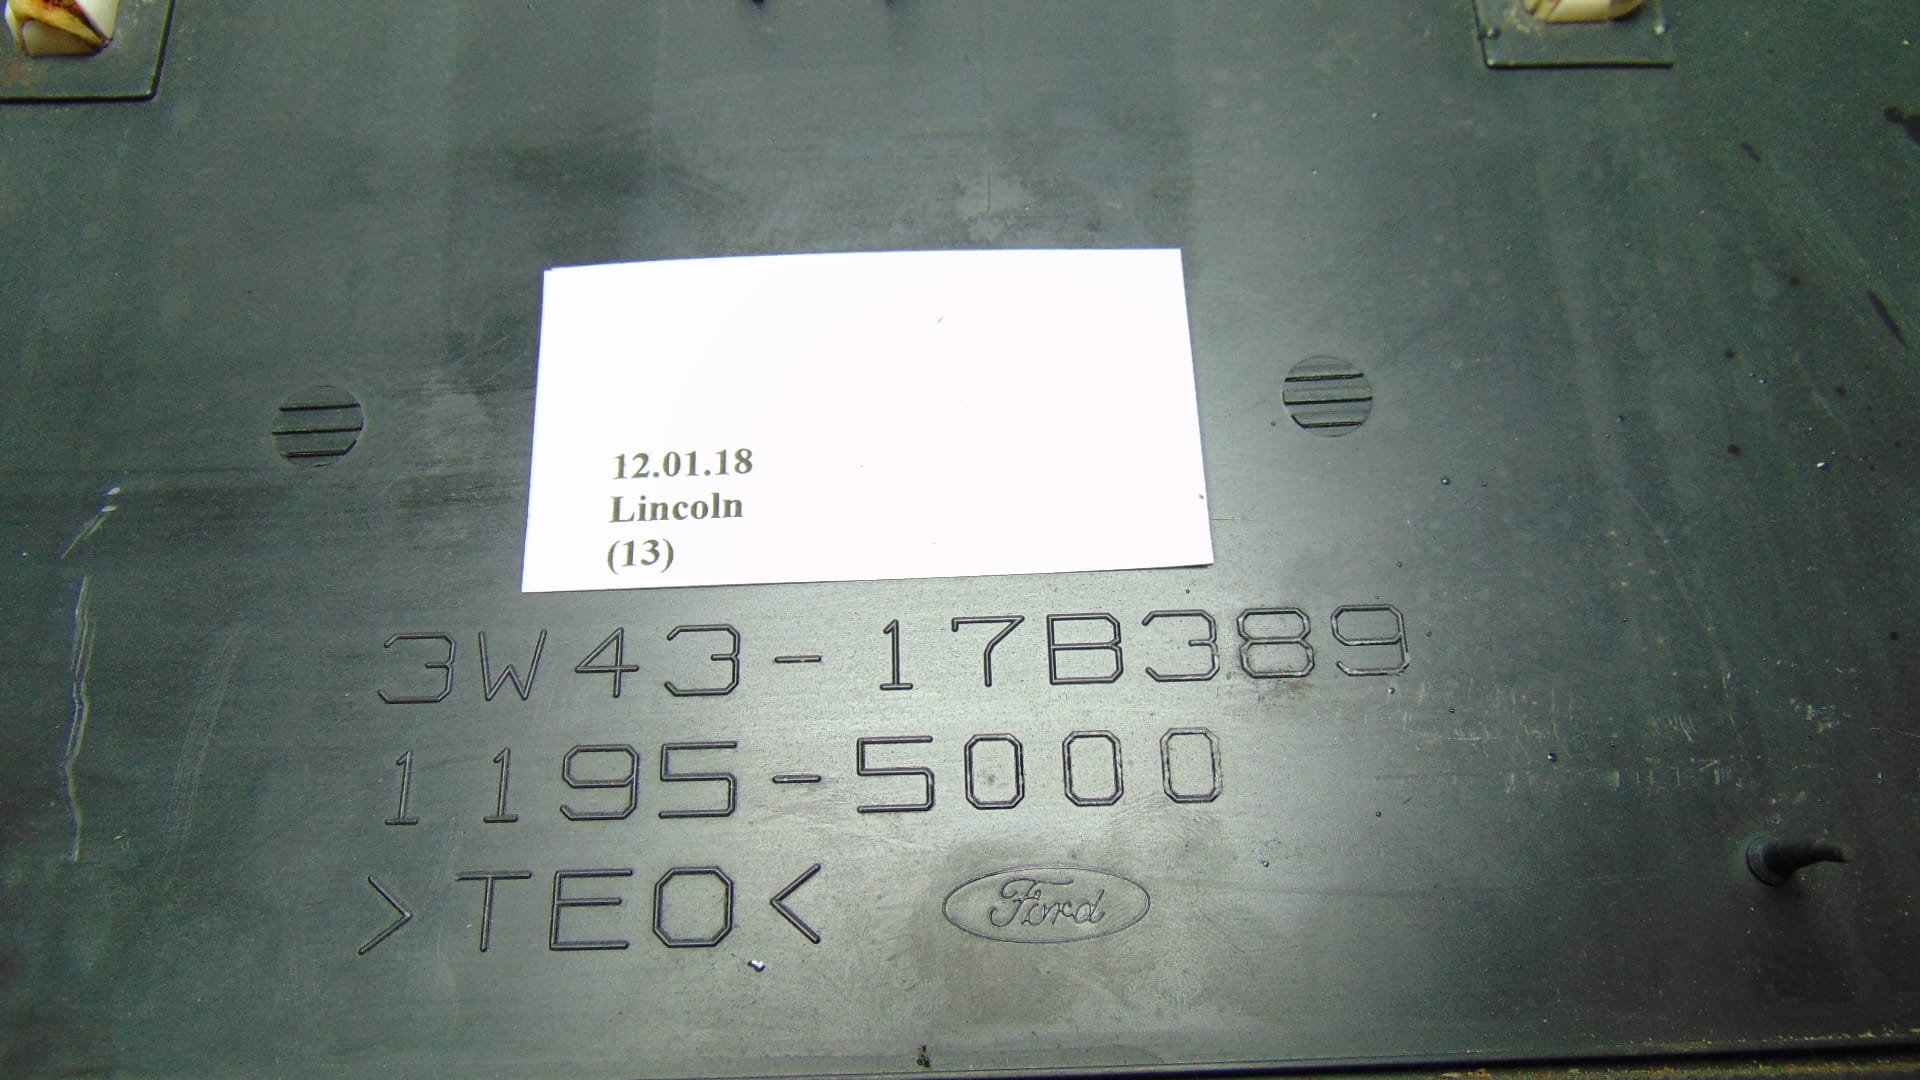 12.01.18
Lincoln
(13)
3W43-17B389
1195-5000
>TEO<
Ford